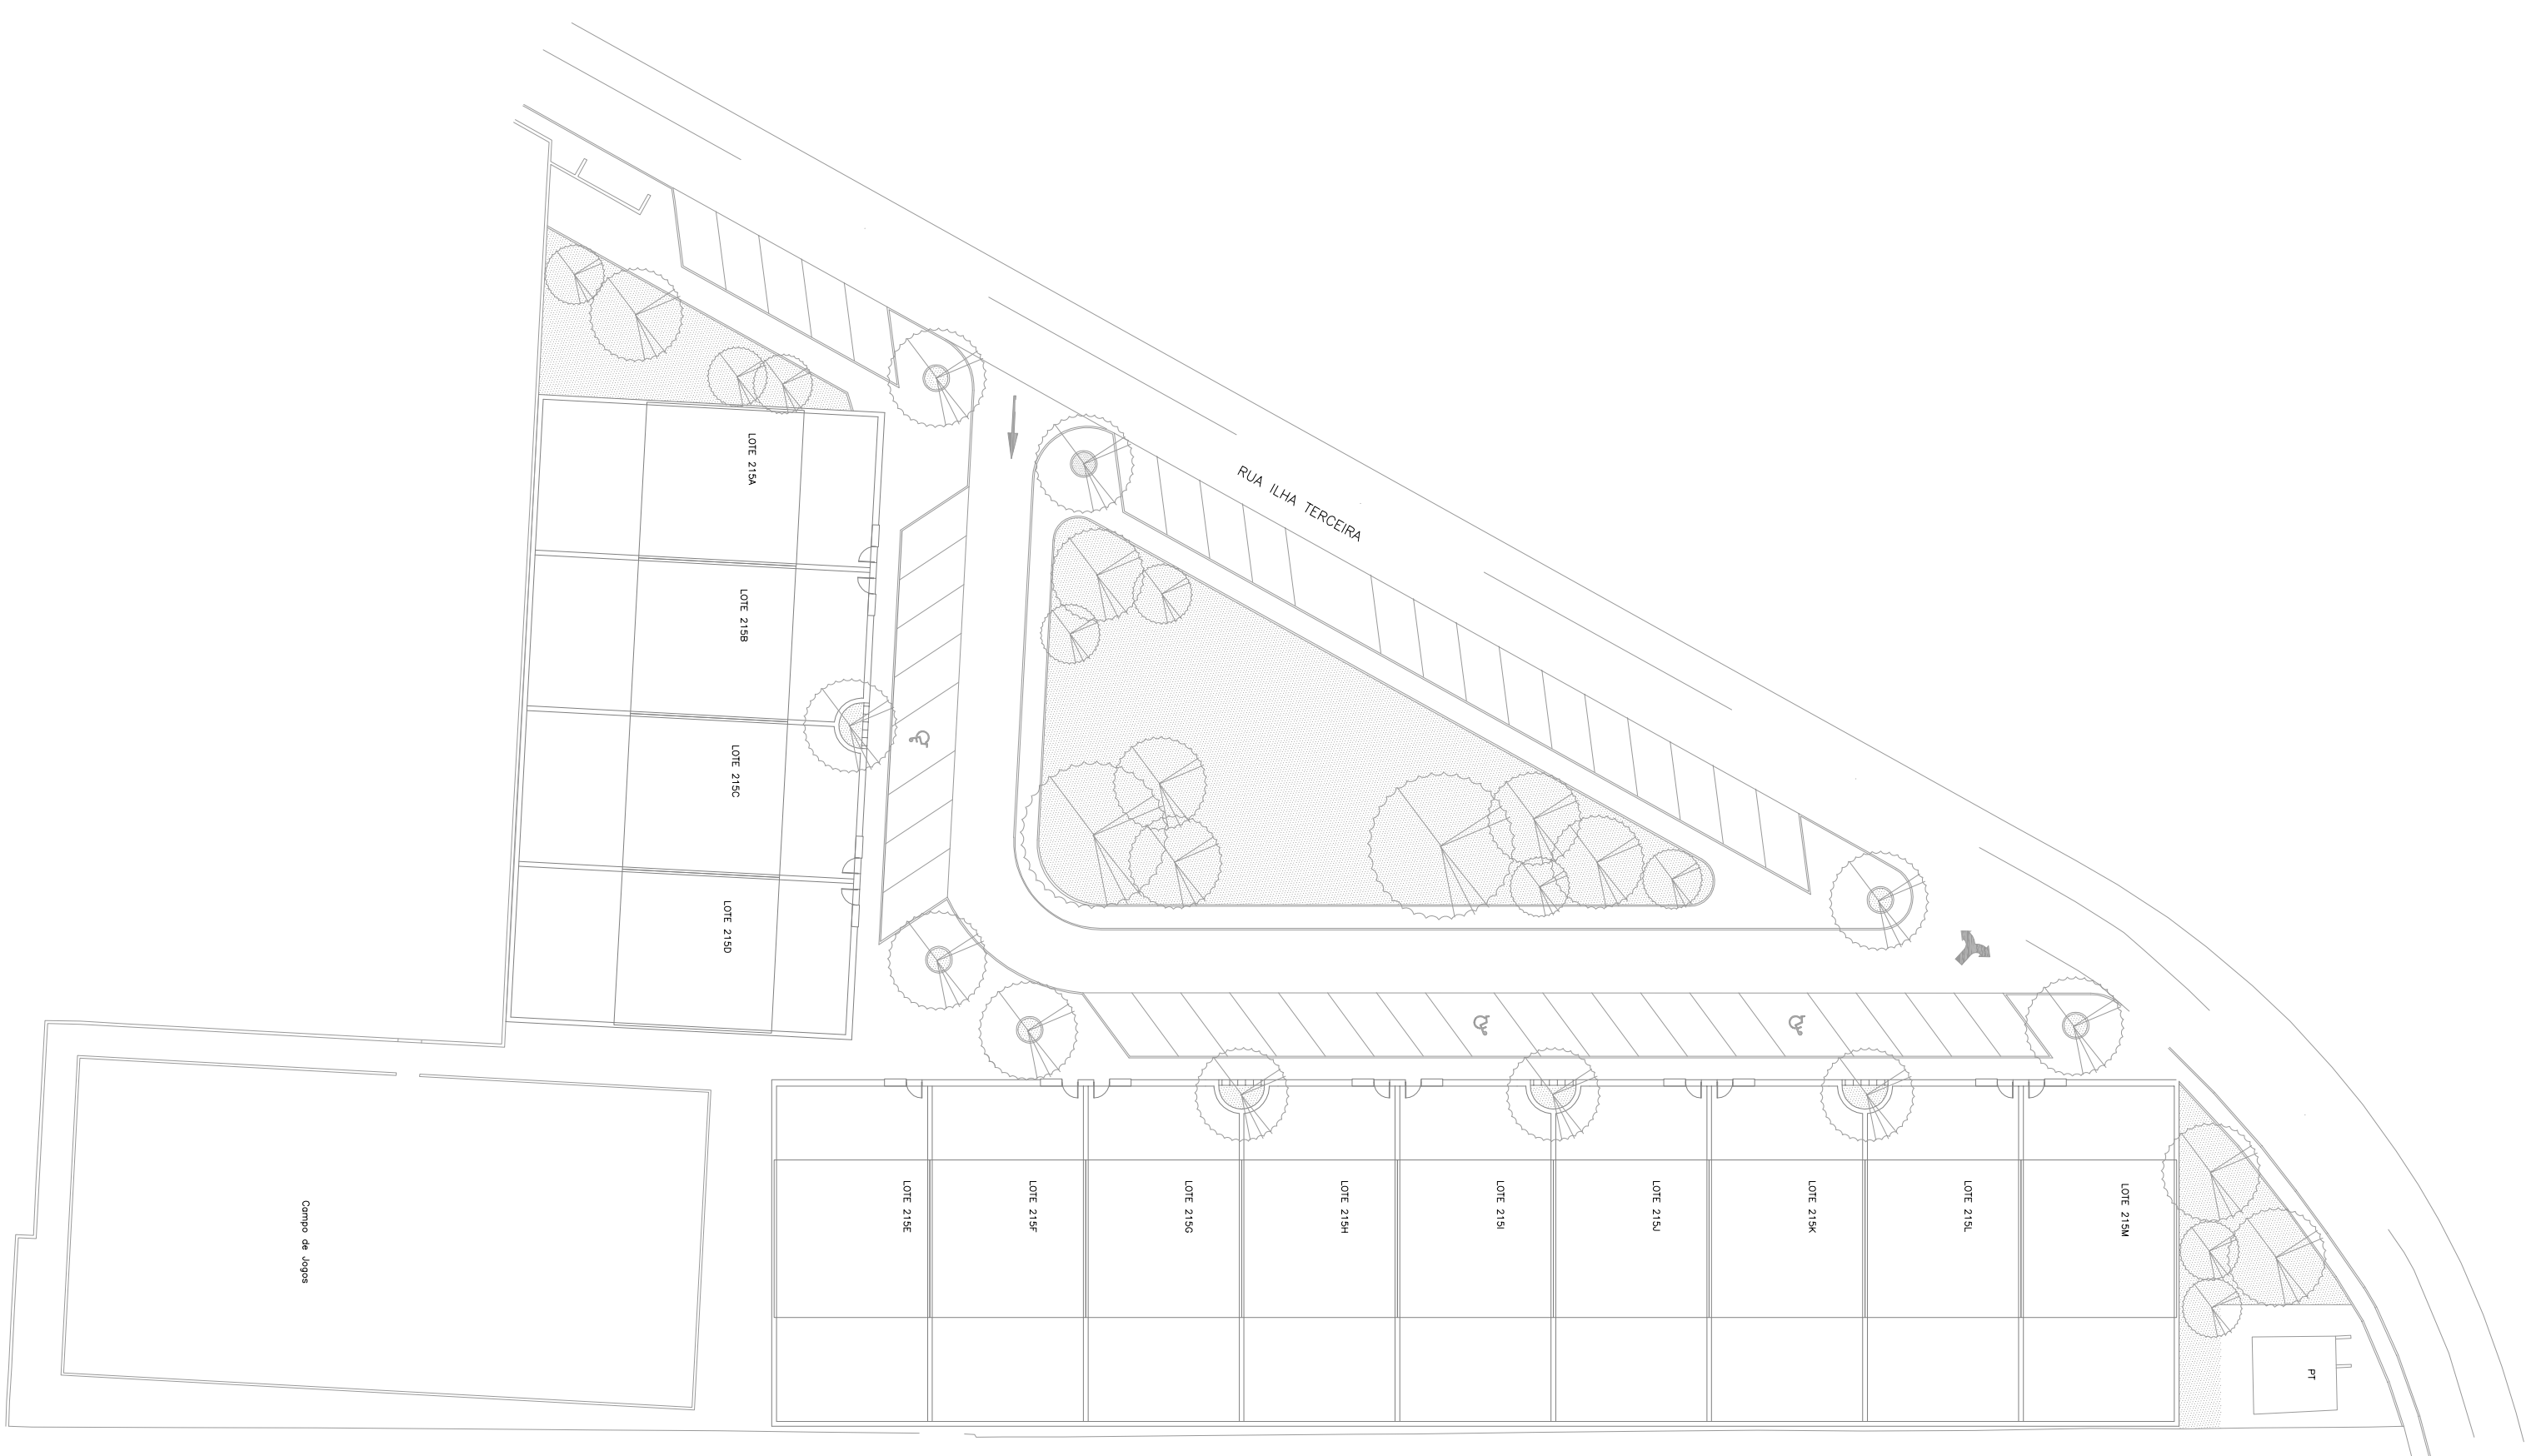 RUA ILHA TERCEIRA
LOTE 215A
LOTE 215B
LOTE 215C
LOTE 215D
LOTE 215E
LOTE 215F
LOTE 215G
LOTE 215H
LOTE 215I
LOTE 215J
LOTE 215K
LOTE 215L
LOTE 215M
Campo de Jogos
PT